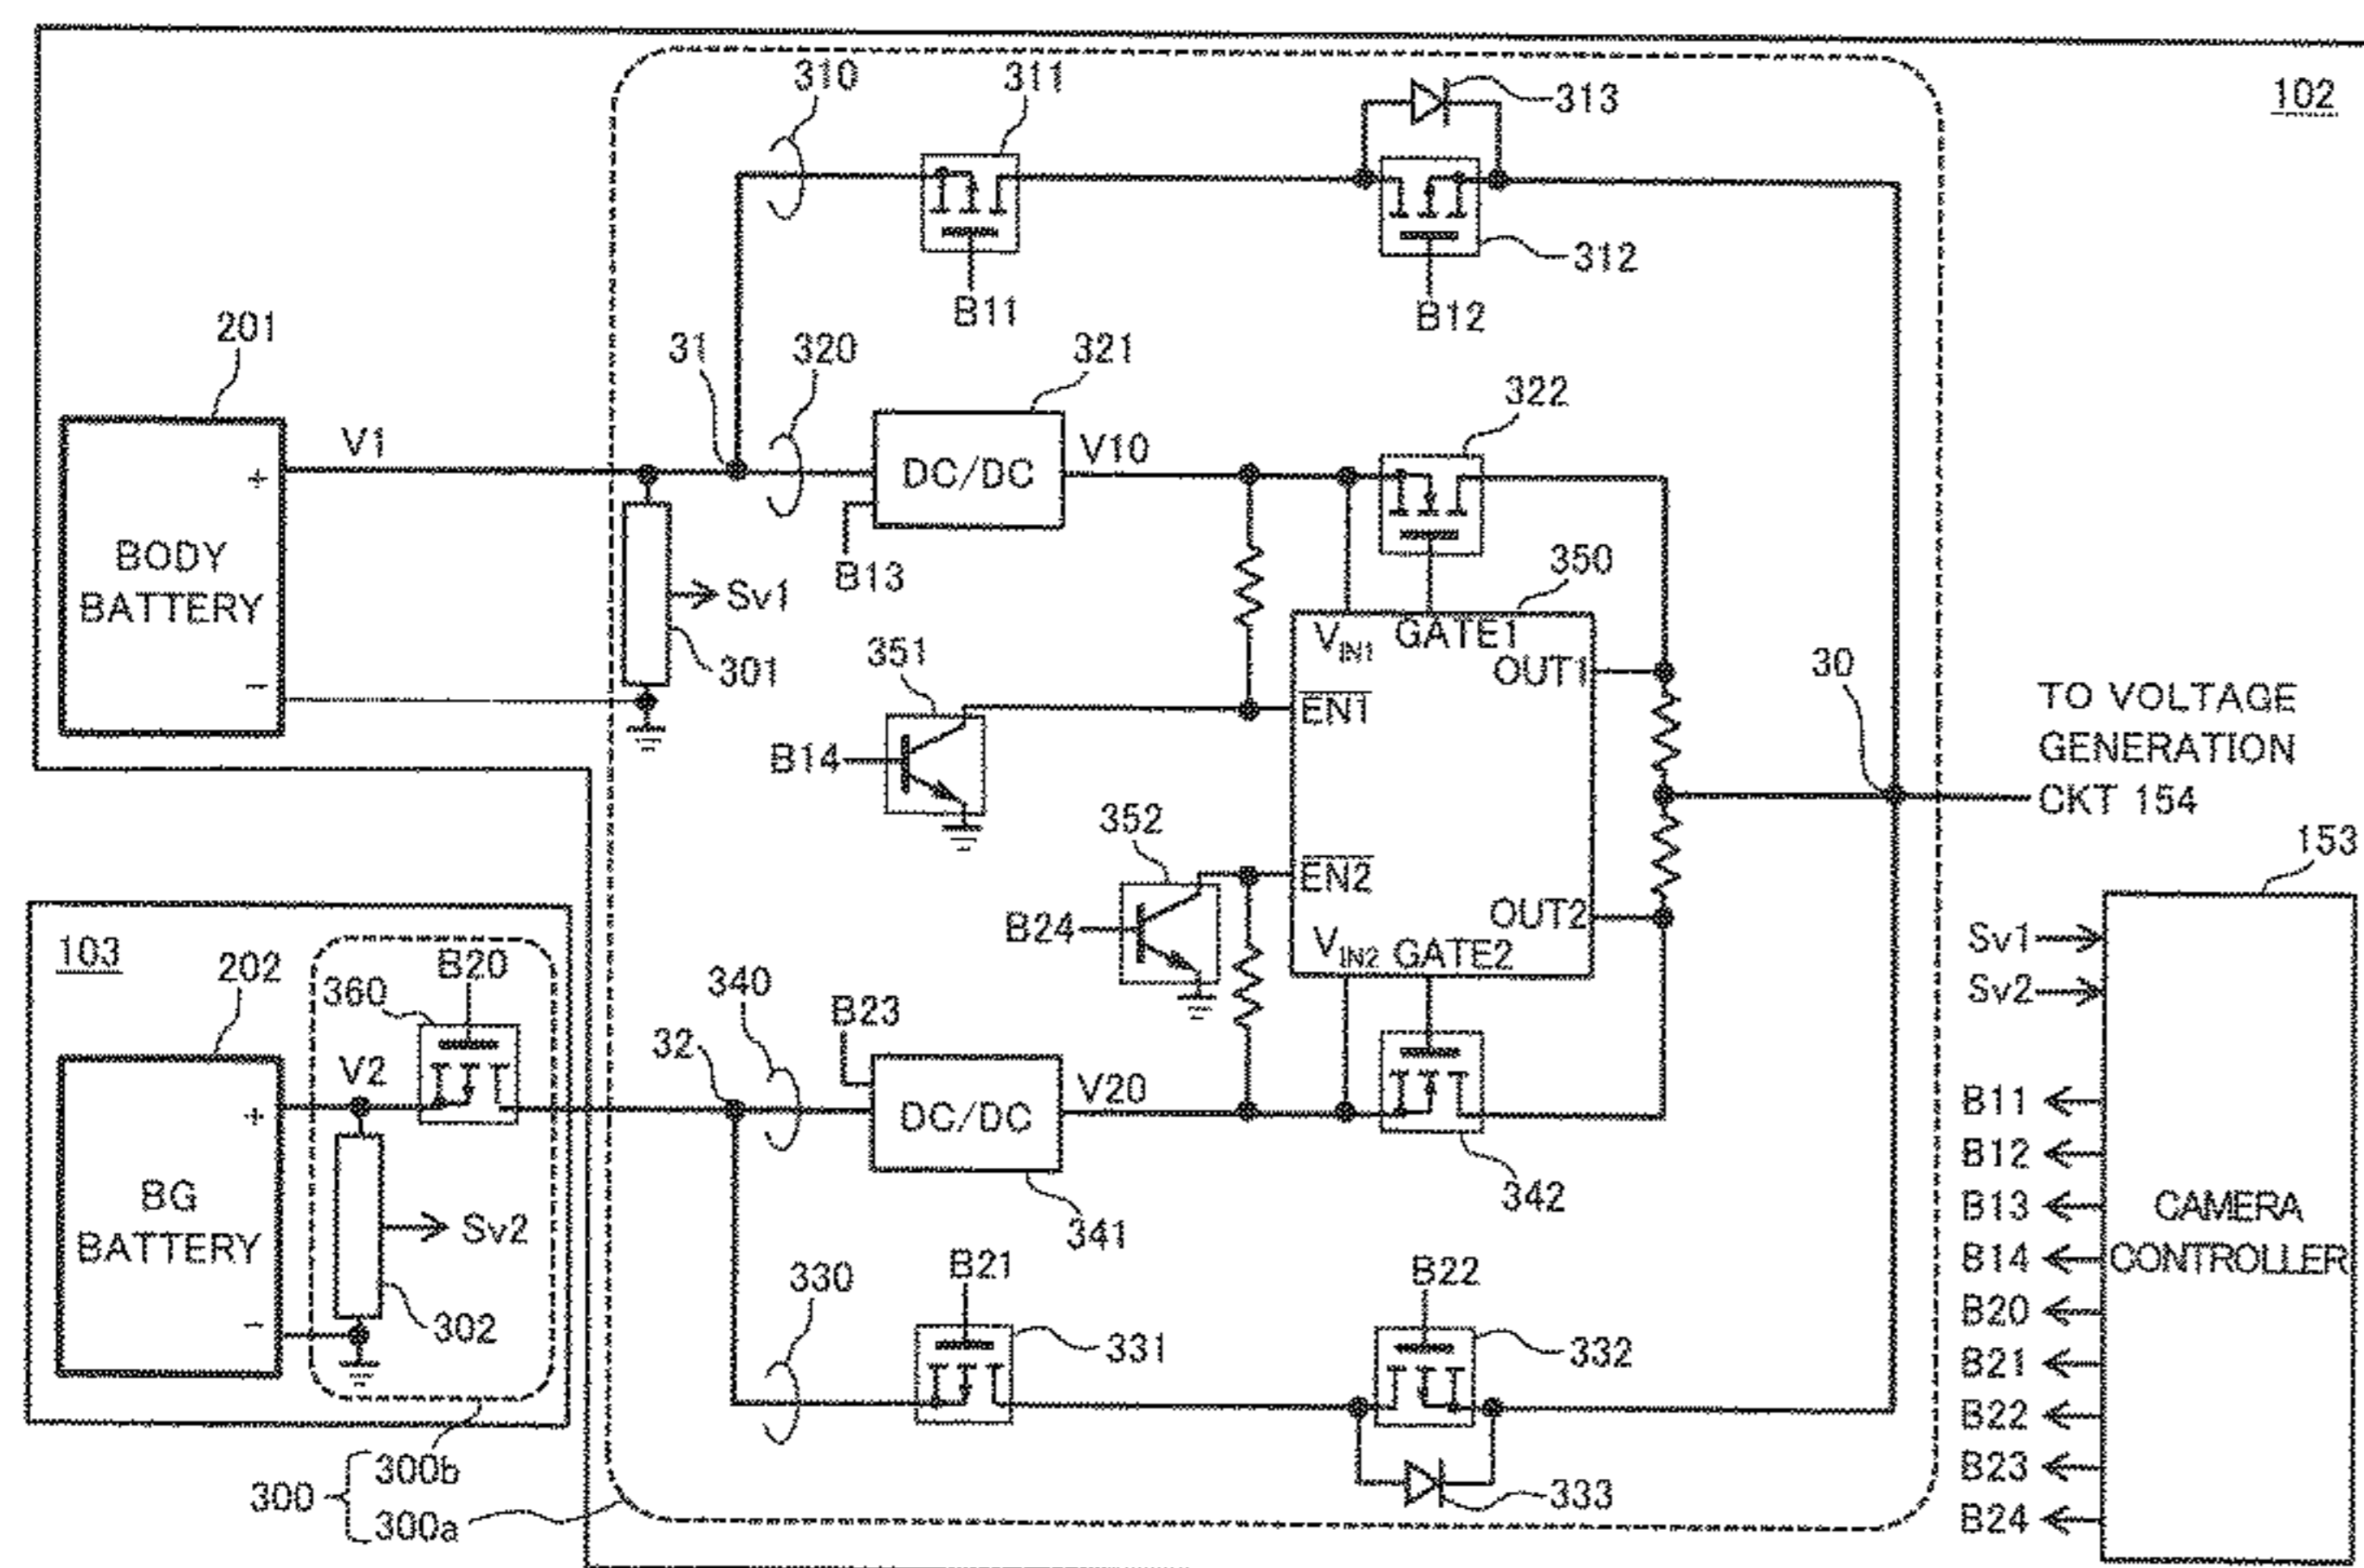 310
311
313
102
312
B11
B12
201
31
320
321
322
V1
V10
+
DC/DC
BODY
BATTERY
B13
Sv1
350
301
−
351
VIN1
GATE1
OUT1
30
EN1
TO VOLTAGE
GENERATION
CKT 154
B14
352
EN2
B24
OUT2
VIN2
GATE2
153
Sv1
Sv2
103
202
360
B20
V2
340
B23
32
V20
+
DC/DC
341
342
BG
BATTERY
Sv2
−
302
330
B21
B22
331
332
333
B11
B12
B13
B14
B20
B21
B22
B23
B24
CAMERA
CONTROLLER
300
300b
300a